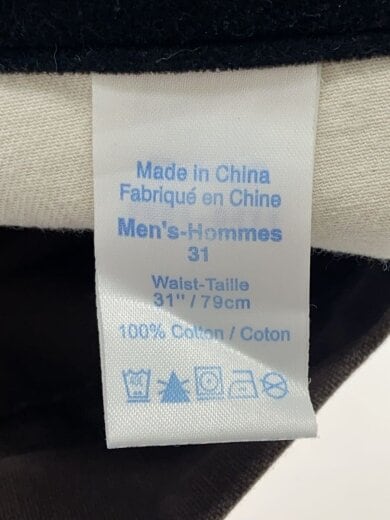 Made in China
Fabriqué en Chine
Men's-Hommes
31
Waist-Taille
31" / 79cm
100% Cotton / Coton